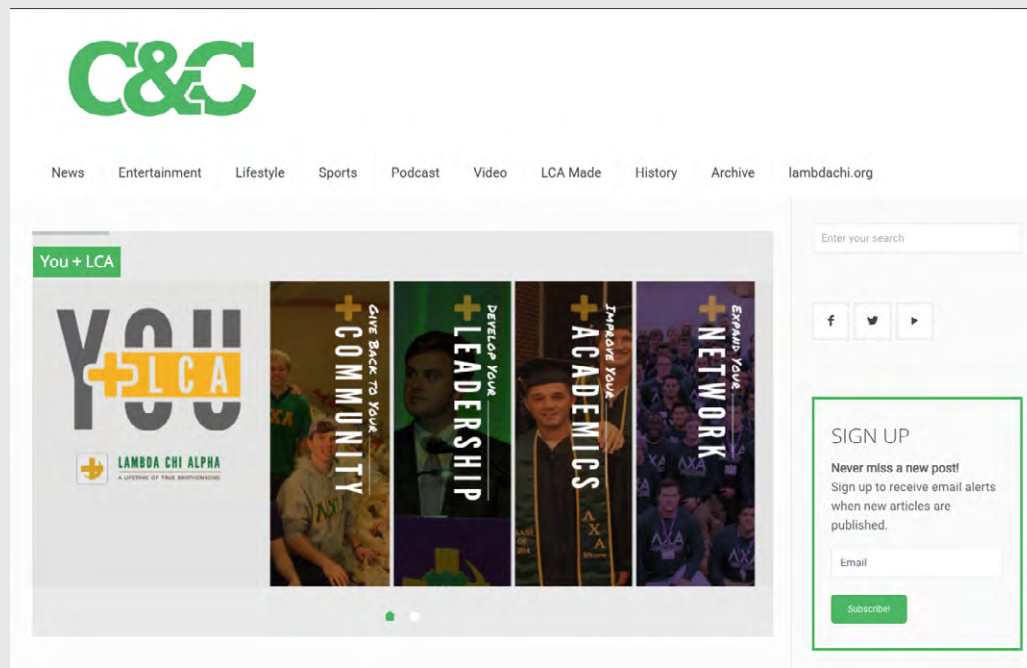 C&C
News Entertainment Lifestyle Sports Podcast Video LCA Made History Archive lambdachi.org
Enter your search
You + LCA
YOU
+LCA
LAMBDA CHI ALPHA
A LIFETIME OF TRUE BROTHERHOOD
GIVE BACK TO YOUR
+COMMUNITY
DEVELOP YOUR
+LEADERSHIP
IMPROVE YOUR
+ACADEMICS
EXPAND YOUR
+NETWORK
ΛΧΑ
SIGN UP
Never miss a new post!
Sign up to receive email alerts
when new articles are
published.
Email
Subscribe!